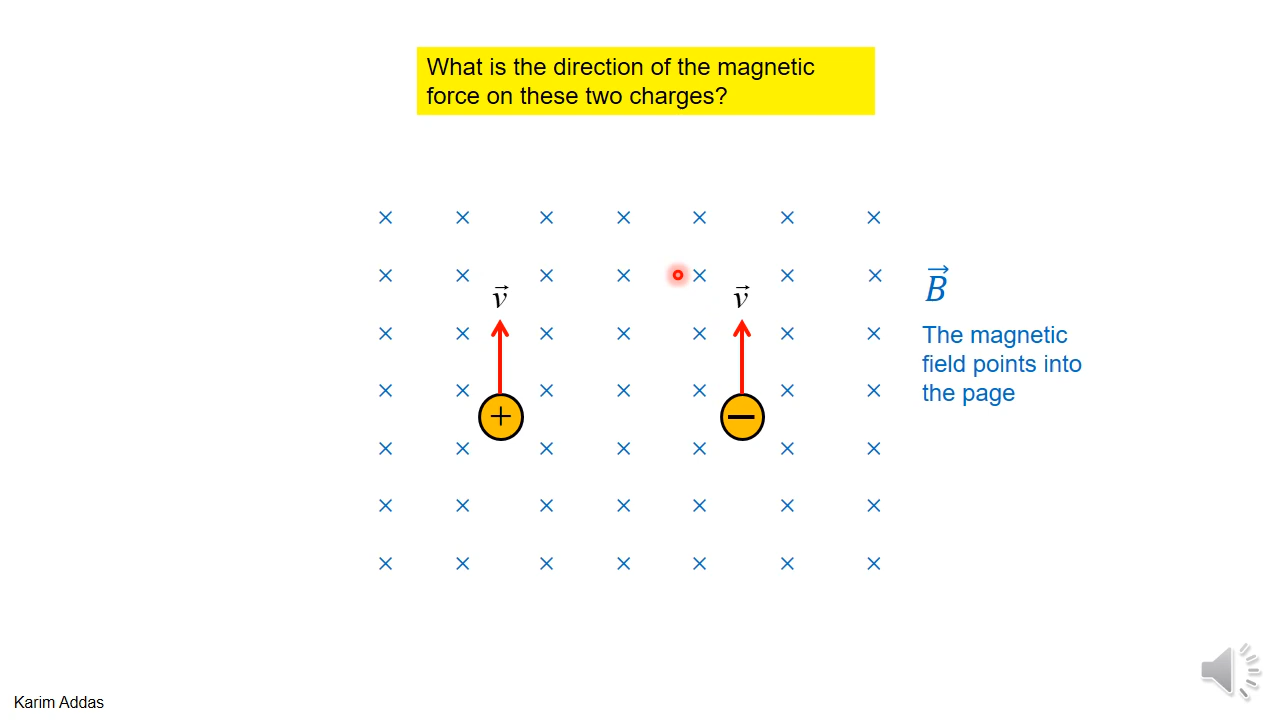 What is the direction of the magnetic
force on these two charges?
× × × × × × ×
× × × × × × ×
v⃗ v⃗
B⃗
× × × × × × ×
The magnetic
field points into
the page
× × × × × × ×
+ −
× × × × × × ×
× × × × × × ×
× × × × × × ×
Karim Addas